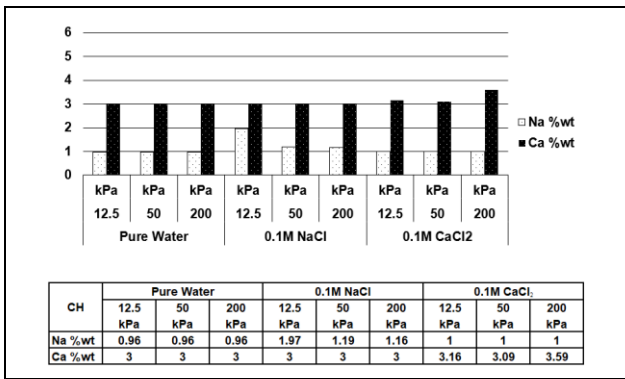 6
5
4
3
2
1
0
kPa kPa kPa kPa kPa kPa kPa kPa kPa
12.5 50 200 12.5 50 200 12.5 50 200
Pure Water 0.1M NaCl 0.1M CaCl2
Na %wt
Ca %wt
CH Pure Water 0.1M NaCl 0.1M CaCl₂
12.5 kPa 50 kPa 200 kPa 12.5 kPa 50 kPa 200 kPa 12.5 kPa 50 kPa 200 kPa
Na %wt 0.96 0.96 0.96 1.97 1.19 1.16 1 1 1
Ca %wt 3 3 3 3 3 3 3.16 3.09 3.59